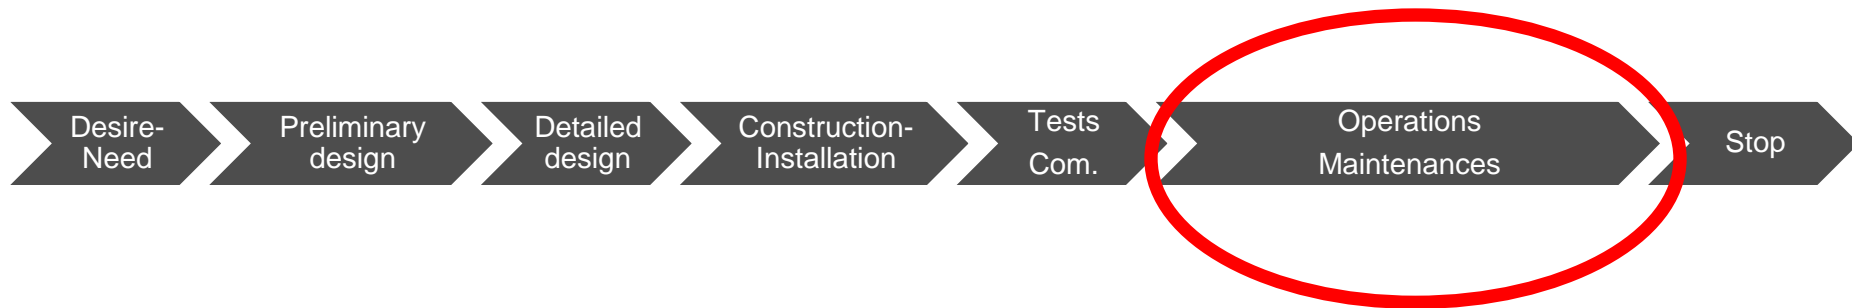 Desire-
Need
Preliminary
design
Detailed
design
Construction-
Installation
Tests
Com.
Operations
Maintenances
Stop